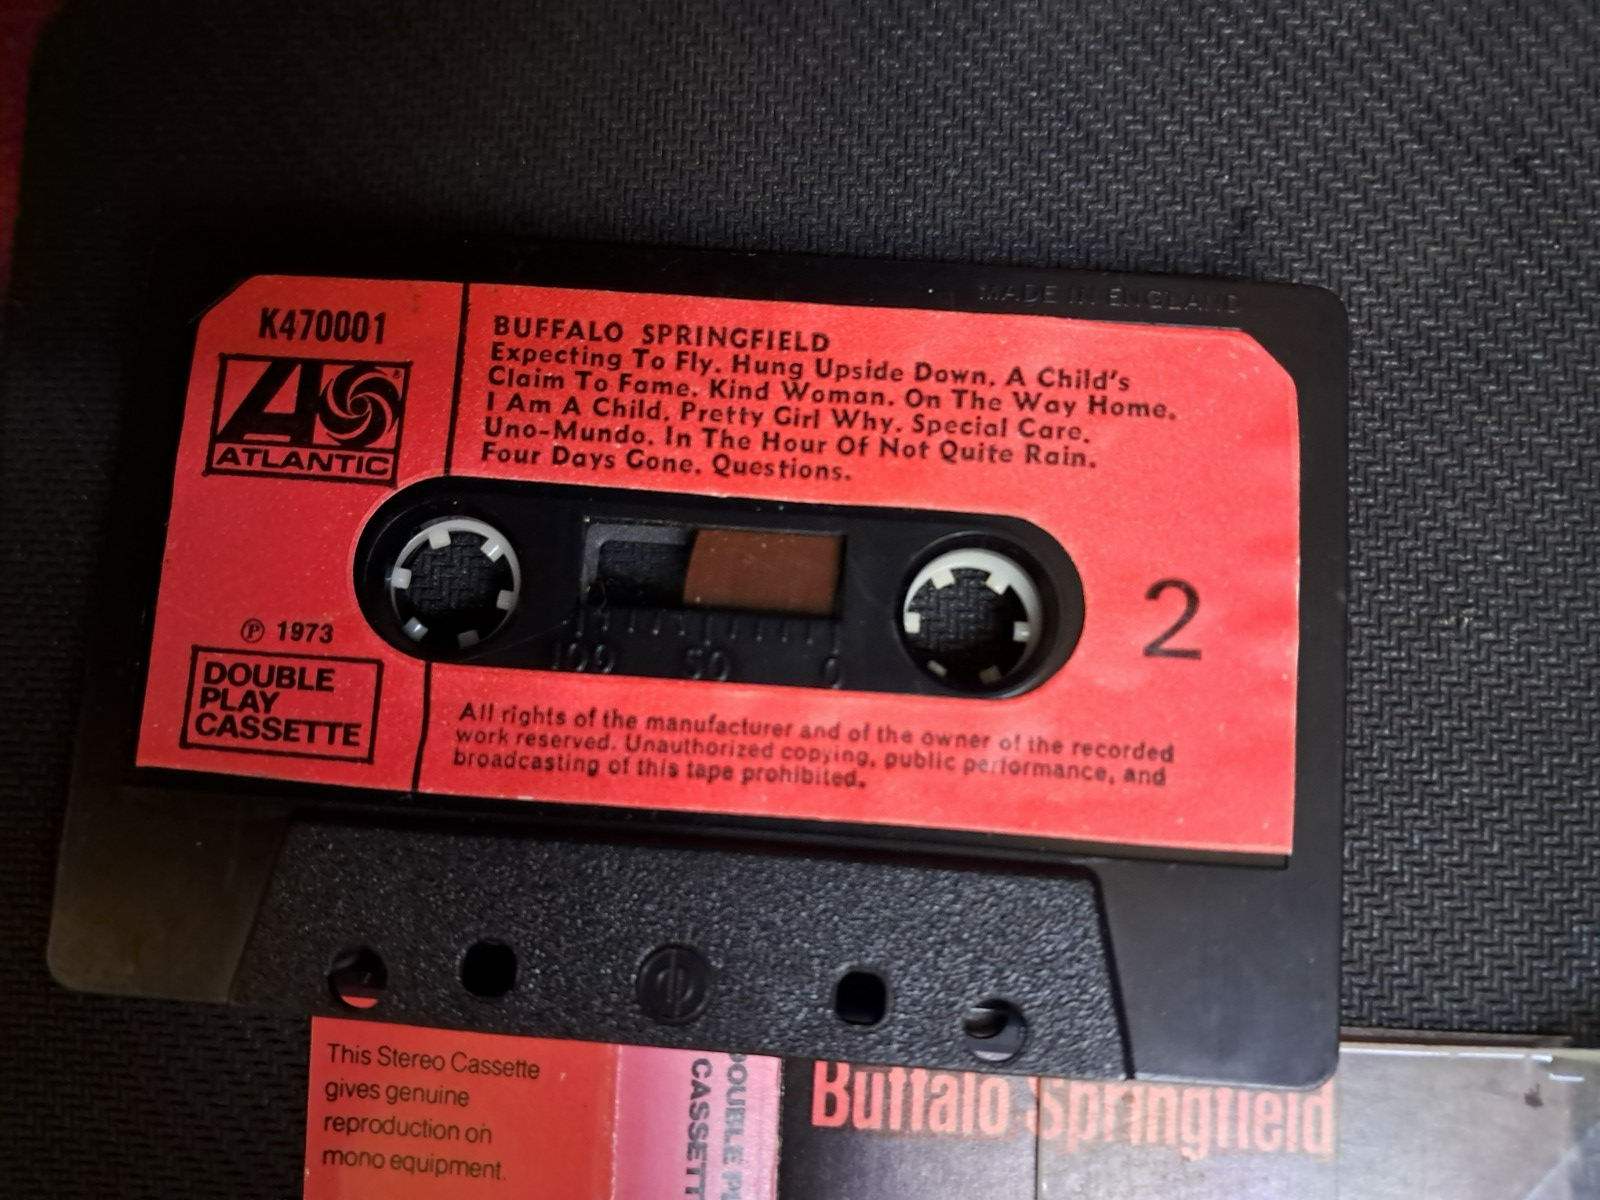 MADE IN ENGLAND
K470001
ATLANTIC
BUFFALO SPRINGFIELD
Expecting To Fly. Hung Upside Down. A Child's
Claim To Fame. Kind Woman. On The Way Home.
I Am A Child. Pretty Girl Why. Special Care.
Uno-Mundo. In The Hour Of Not Quite Rain.
Four Days Gone. Questions.
100 50 0
2
℗ 1973
DOUBLE
PLAY
CASSETTE
All rights of the manufacturer and of the owner of the recorded
work reserved. Unauthorized copying, public performance, and
broadcasting of this tape prohibited.
This Stereo Cassette
gives genuine
reproduction on
mono equipment.
Buffalo Springfield